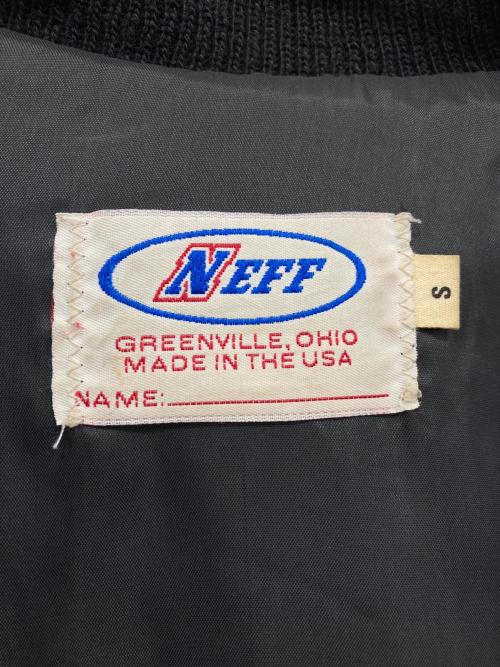 NEFF
GREENVILLE, OHIO
MADE IN THE USA
NAME:
S